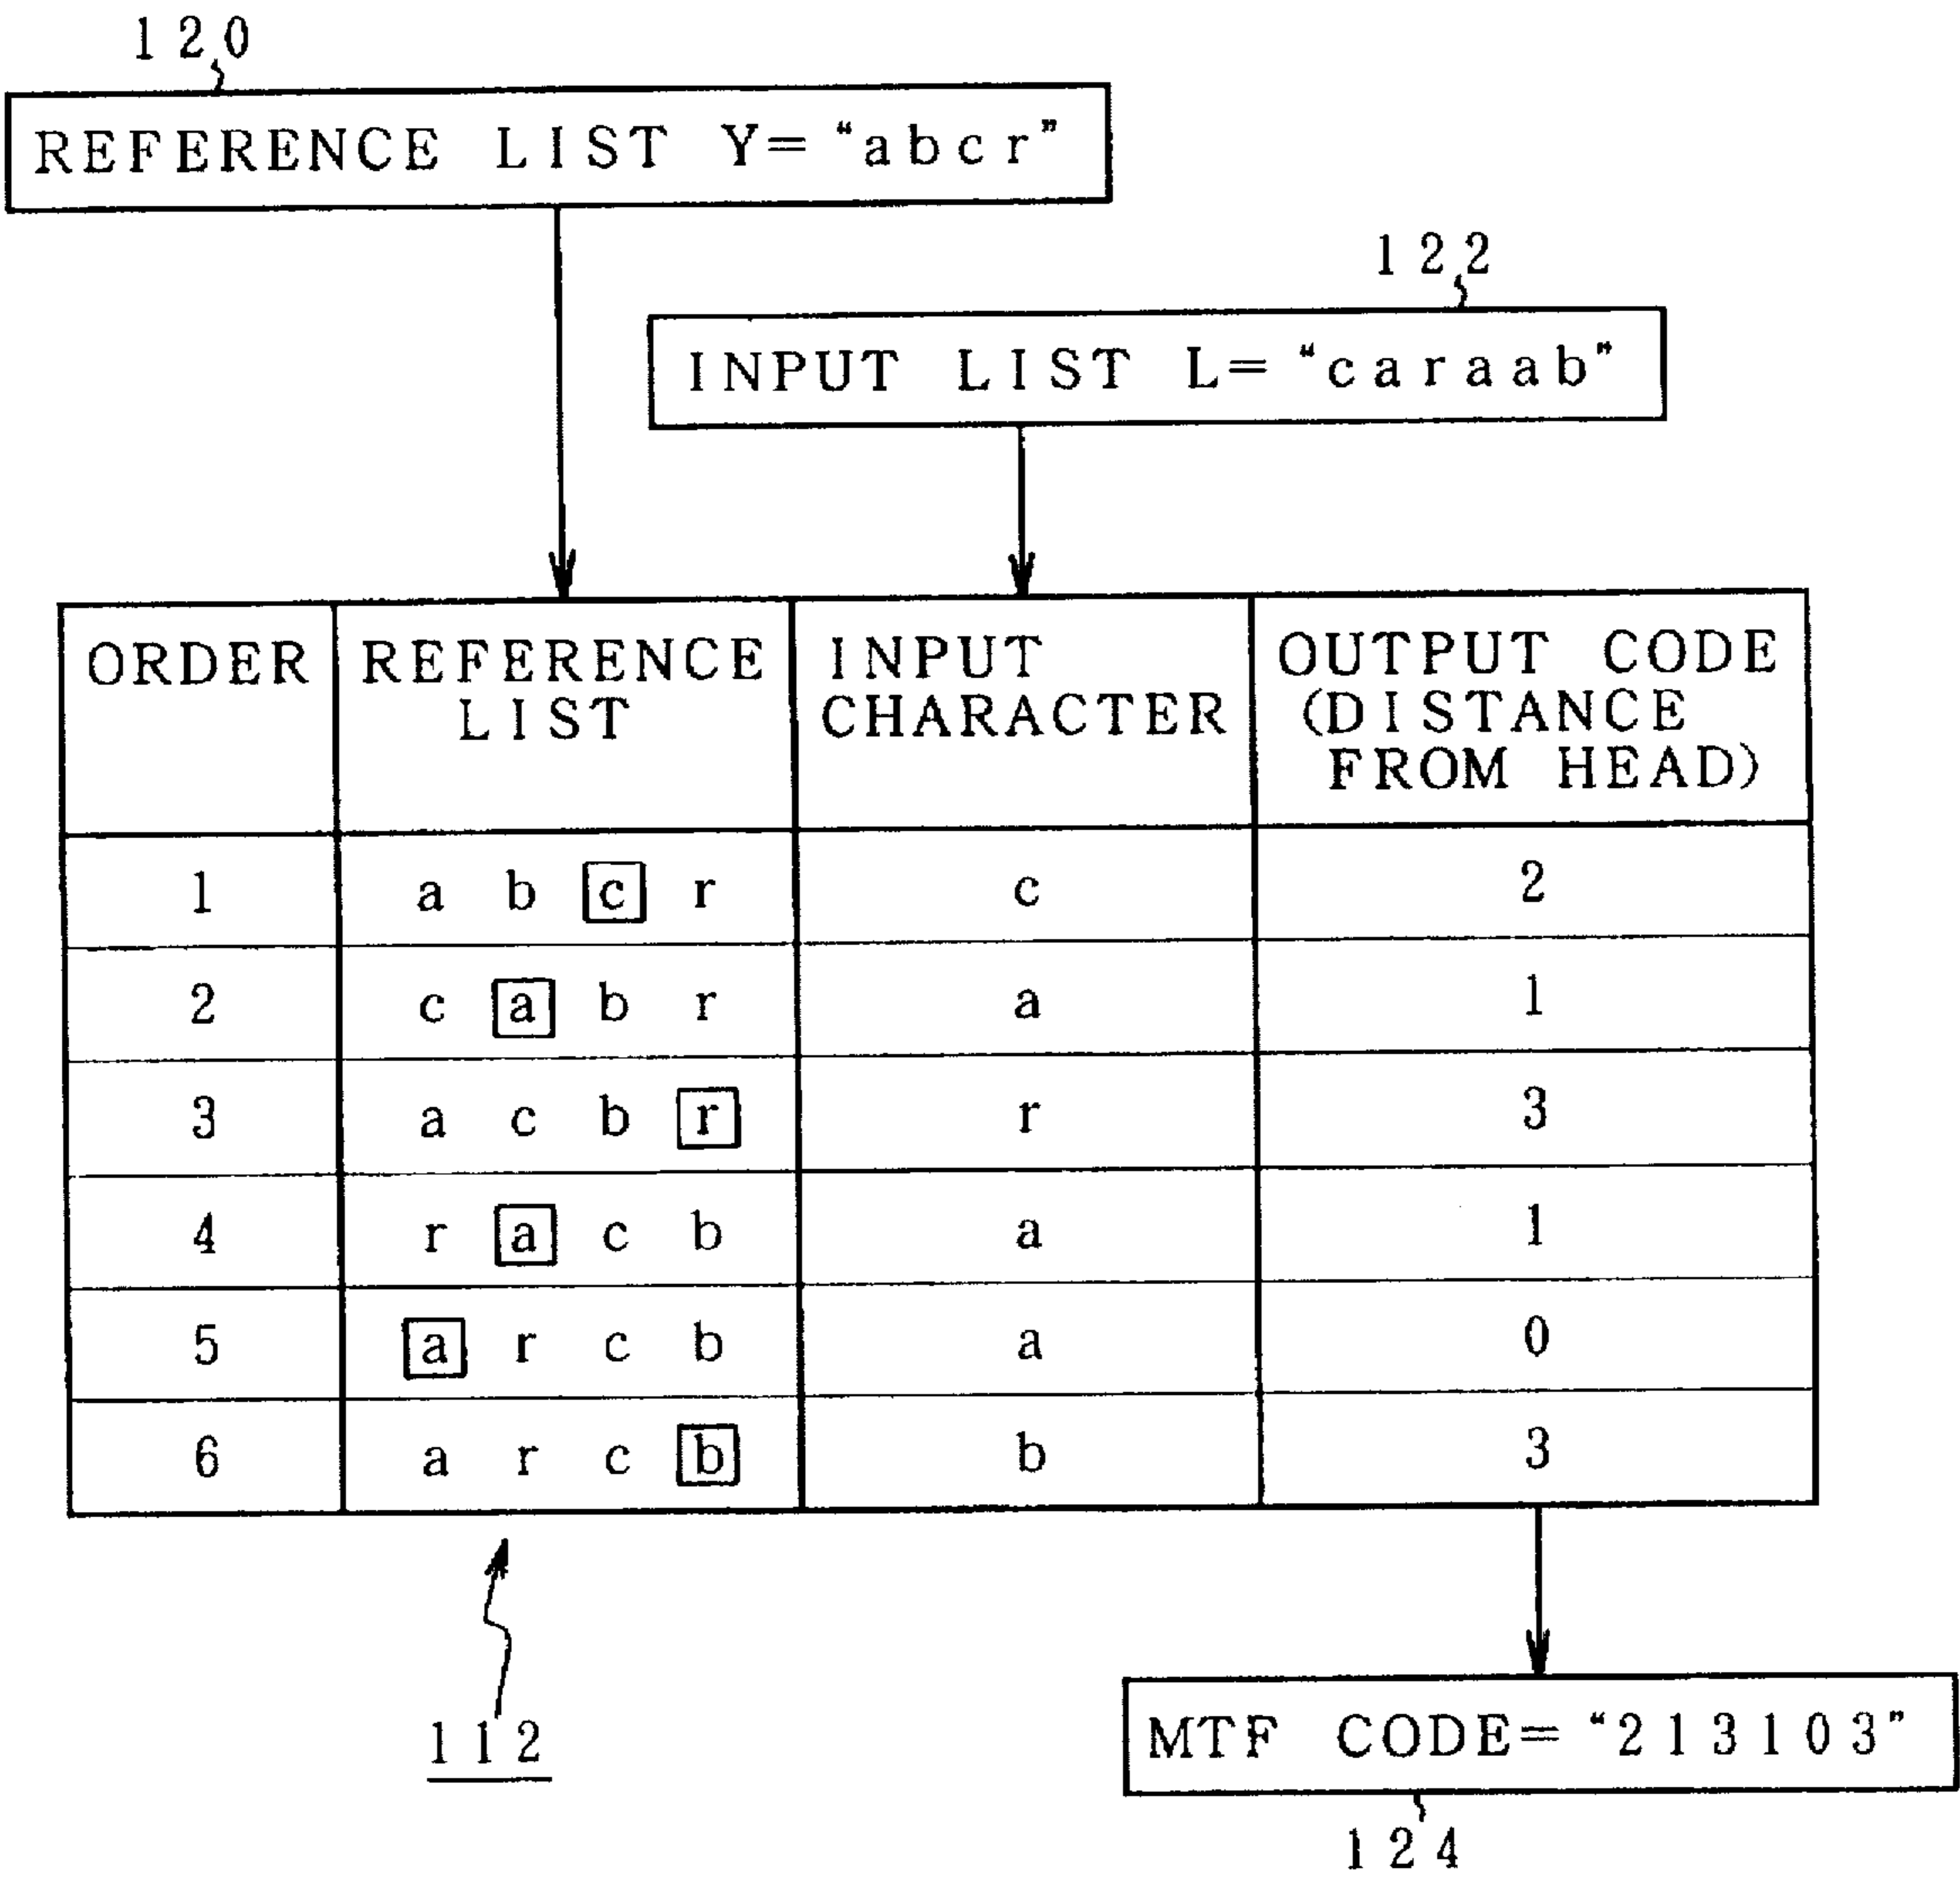 120
REFERENCE LIST Y="abcr"
122
INPUT LIST L="caraab"
ORDER REFERENCE LIST INPUT CHARACTER OUTPUT CODE (DISTANCE FROM HEAD)
1 a b c r c 2
2 c a b r a 1
3 a c b r r 3
4 r a c b a 1
5 a r c b a 0
6 a r c b b 3
112
MTF CODE="213103"
124